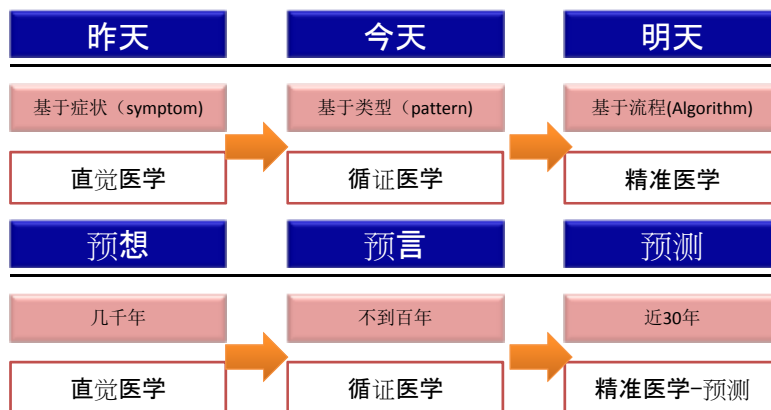 昨天 今天 明天
基于症状（symptom) 基于类型（pattern) 基于流程(Algorithm)
直觉医学 循证医学 精准医学
预想 预言 预测
几千年 不到百年 近30年
直觉医学 循证医学 精准医学-预测